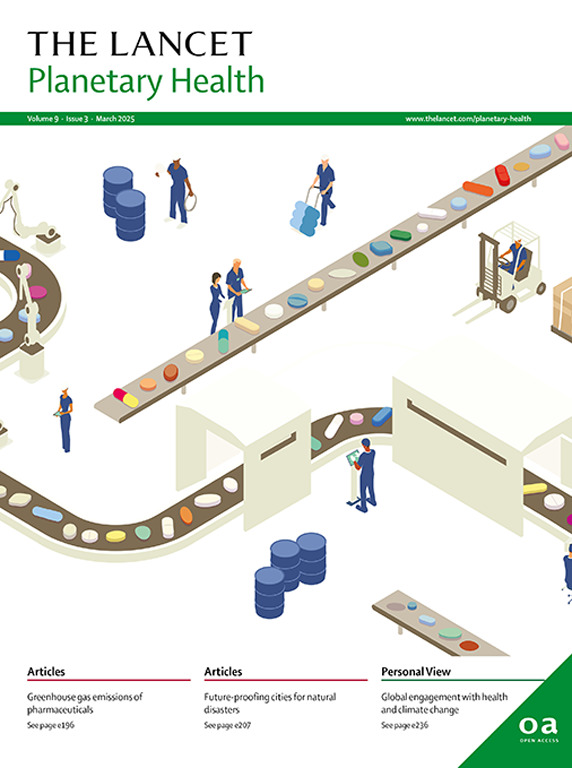 THE LANCET
Planetary Health
Volume 9 · Issue 3 · March 2025
www.thelancet.com/planetary-health
Articles
Greenhouse gas emissions of
pharmaceuticals
See page e196
Articles
Future-proofing cities for natural
disasters
See page e207
Personal View
Global engagement with health
and climate change
See page e236
oa
OPEN ACCESS